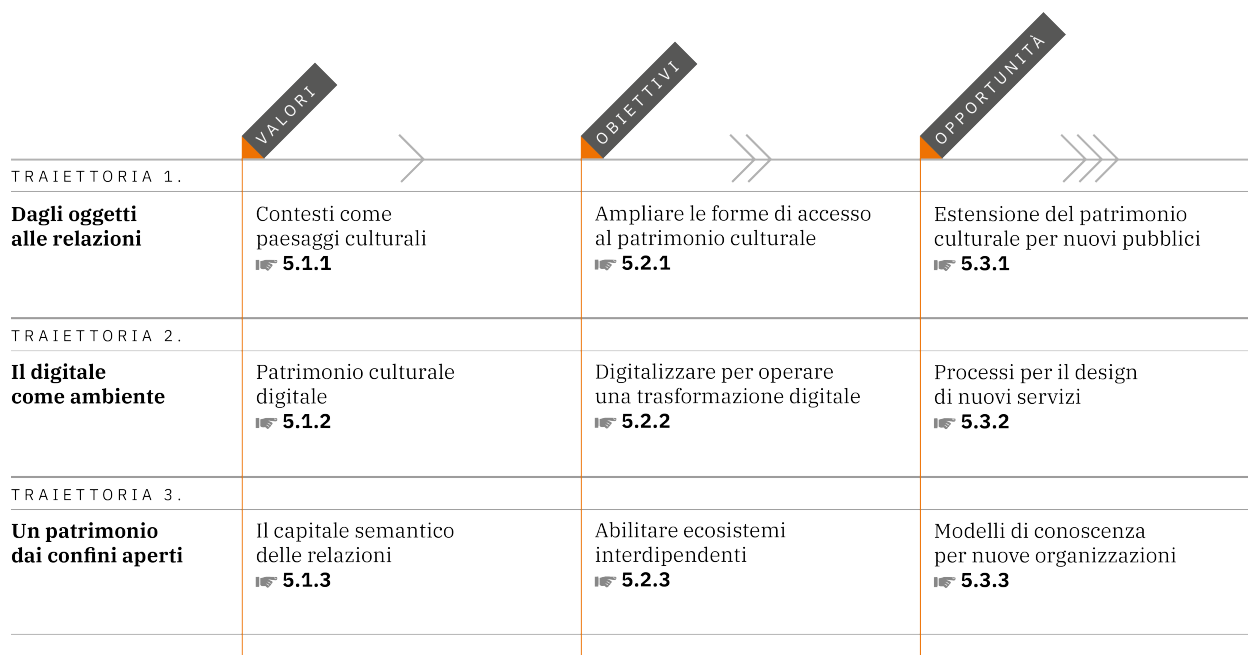 VALORI
OBIETTIVI
OPPORTUNITÀ
TRAIETTORIA 1.
Dagli oggetti
alle relazioni
Contesti come
paesaggi culturali
5.1.1
Ampliare le forme di accesso
al patrimonio culturale
5.2.1
Estensione del patrimonio
culturale per nuovi pubblici
5.3.1
TRAIETTORIA 2.
Il digitale
come ambiente
Patrimonio culturale
digitale
5.1.2
Digitalizzare per operare
una trasformazione digitale
5.2.2
Processi per il design
di nuovi servizi
5.3.2
TRAIETTORIA 3.
Un patrimonio
dai confini aperti
Il capitale semantico
delle relazioni
5.1.3
Abilitare ecosistemi
interdipendenti
5.2.3
Modelli di conoscenza
per nuove organizzazioni
5.3.3